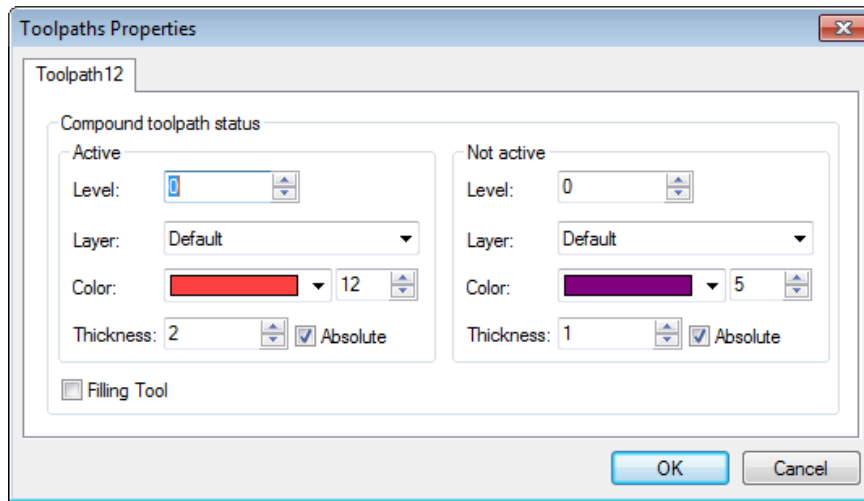 Toolpaths Properties
Toolpath12
Compound toolpath status
Active
Level: 0
Layer: Default
Color: 12
Thickness: 2 Absolute
Not active
Level: 0
Layer: Default
Color: 5
Thickness: 1 Absolute
Filling Tool
OK Cancel